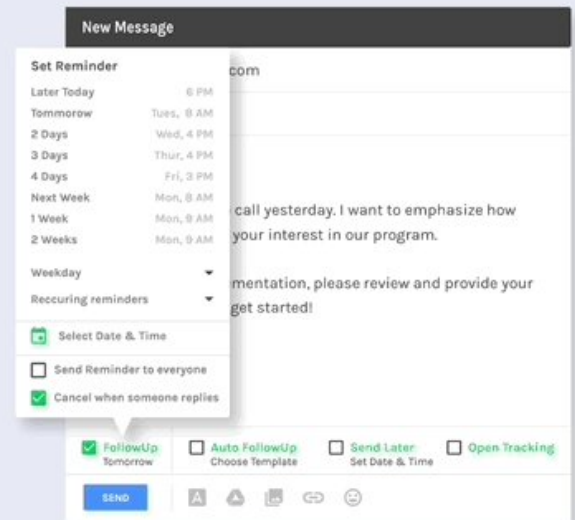 New Message
Set Reminder
com
Later Today 6 PM
Tommorow Tues, 8 AM
2 Days Wed, 4 PM
3 Days Thur, 4 PM
4 Days Fri, 3 PM
Next Week Mon, 8 AM
1 Week Mon, 9 AM
2 Weeks Mon, 9 AM
call yesterday. I want to emphasize how
your interest in our program.
Weekday
mentation, please review and provide your
Reccuring reminders
get started!
Select Date & Time
Send Reminder to everyone
Cancel when someone replies
FollowUp
Tomorrow
Auto FollowUp
Choose Template
Send Later
Set Date & Time
Open Tracking
SEND